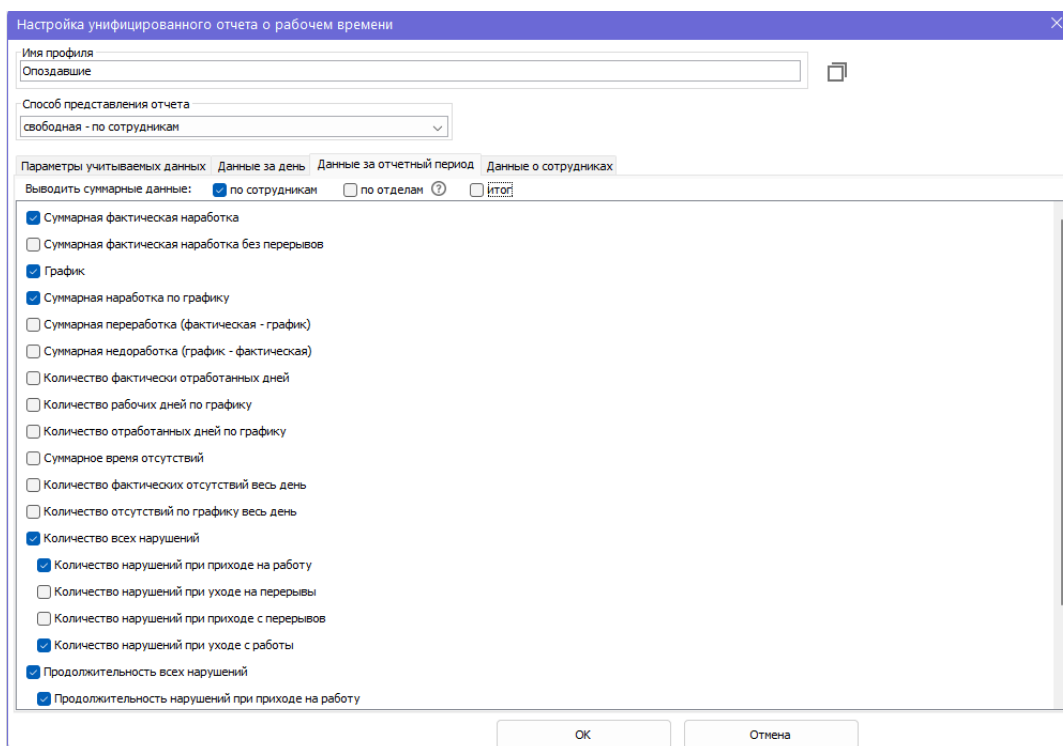 Настройка унифицированного отчета о рабочем времени
Имя профиля
Опоздавшие
Способ представления отчета
свободная - по сотрудникам
Параметры учитываемых данных Данные за день Данные за отчетный период Данные о сотрудниках
Выводить суммарные данные: по сотрудникам по отделам ? итог
Суммарная фактическая наработка
Суммарная фактическая наработка без перерывов
График
Суммарная наработка по графику
Суммарная переработка (фактическая - график)
Суммарная недоработка (график - фактическая)
Количество фактически отработанных дней
Количество рабочих дней по графику
Количество отработанных дней по графику
Суммарное время отсутствий
Количество фактических отсутствий весь день
Количество отсутствий по графику весь день
Количество всех нарушений
Количество нарушений при приходе на работу
Количество нарушений при уходе на перерывы
Количество нарушений при приходе с перерывов
Количество нарушений при уходе с работы
Продолжительность всех нарушений
Продолжительность нарушений при приходе на работу
ОК Отмена